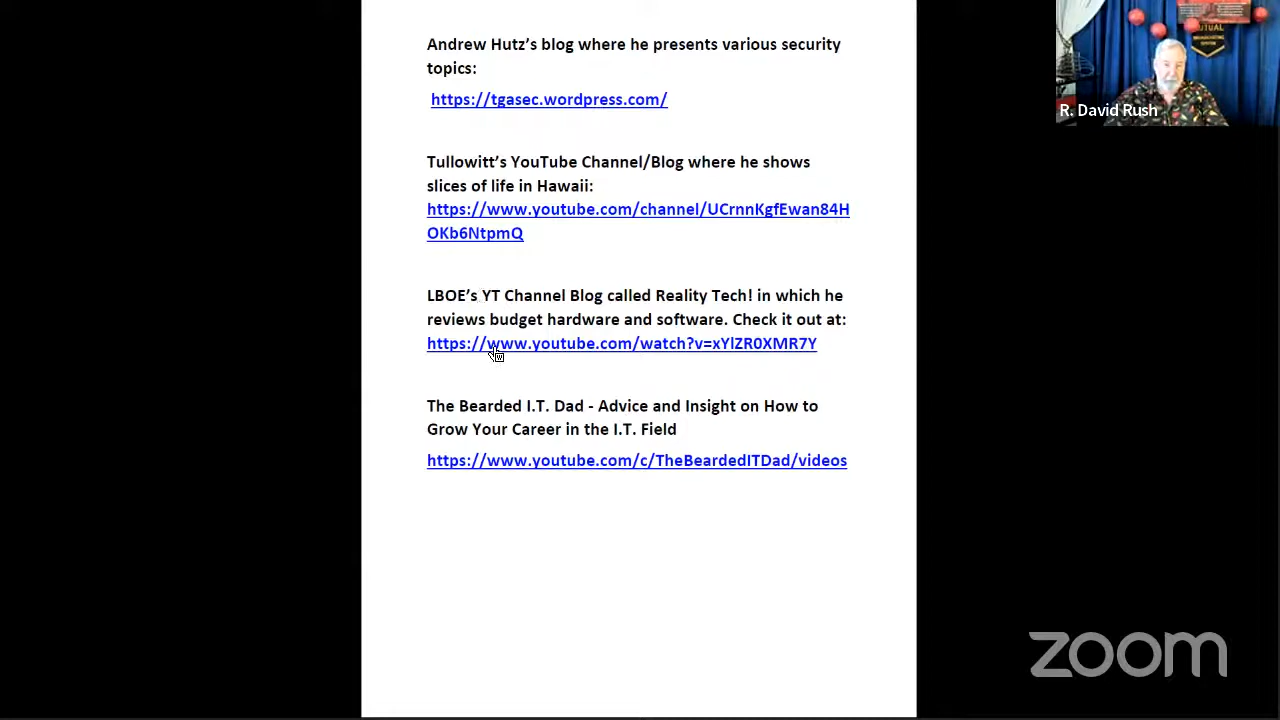 Andrew Hutz's blog where he presents various security
topics:
https://tgasec.wordpress.com/
Tullowitt's YouTube Channel/Blog where he shows
slices of life in Hawaii:
https://www.youtube.com/channel/UCrnnKgfEwan84H
OKb6NtpmQ
LBOE's YT Channel Blog called Reality Tech! in which he
reviews budget hardware and software. Check it out at:
https://www.youtube.com/watch?v=xYlZR0XMR7Y
The Bearded I.T. Dad - Advice and Insight on How to
Grow Your Career in the I.T. Field
https://www.youtube.com/c/TheBeardedITDad/videos
MUTUAL
BROADCASTING
SYSTEM
R. David Rush
zoom